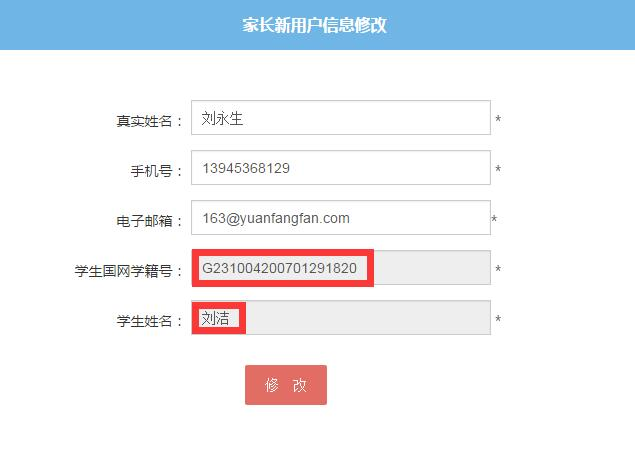 家长新用户信息修改
真实姓名： 刘永生 *
手机号： 13945368129 *
电子邮箱： 163@yuanfangfan.com *
学生国网学籍号： G231004200701291820 *
学生姓名： 刘洁 *
修 改